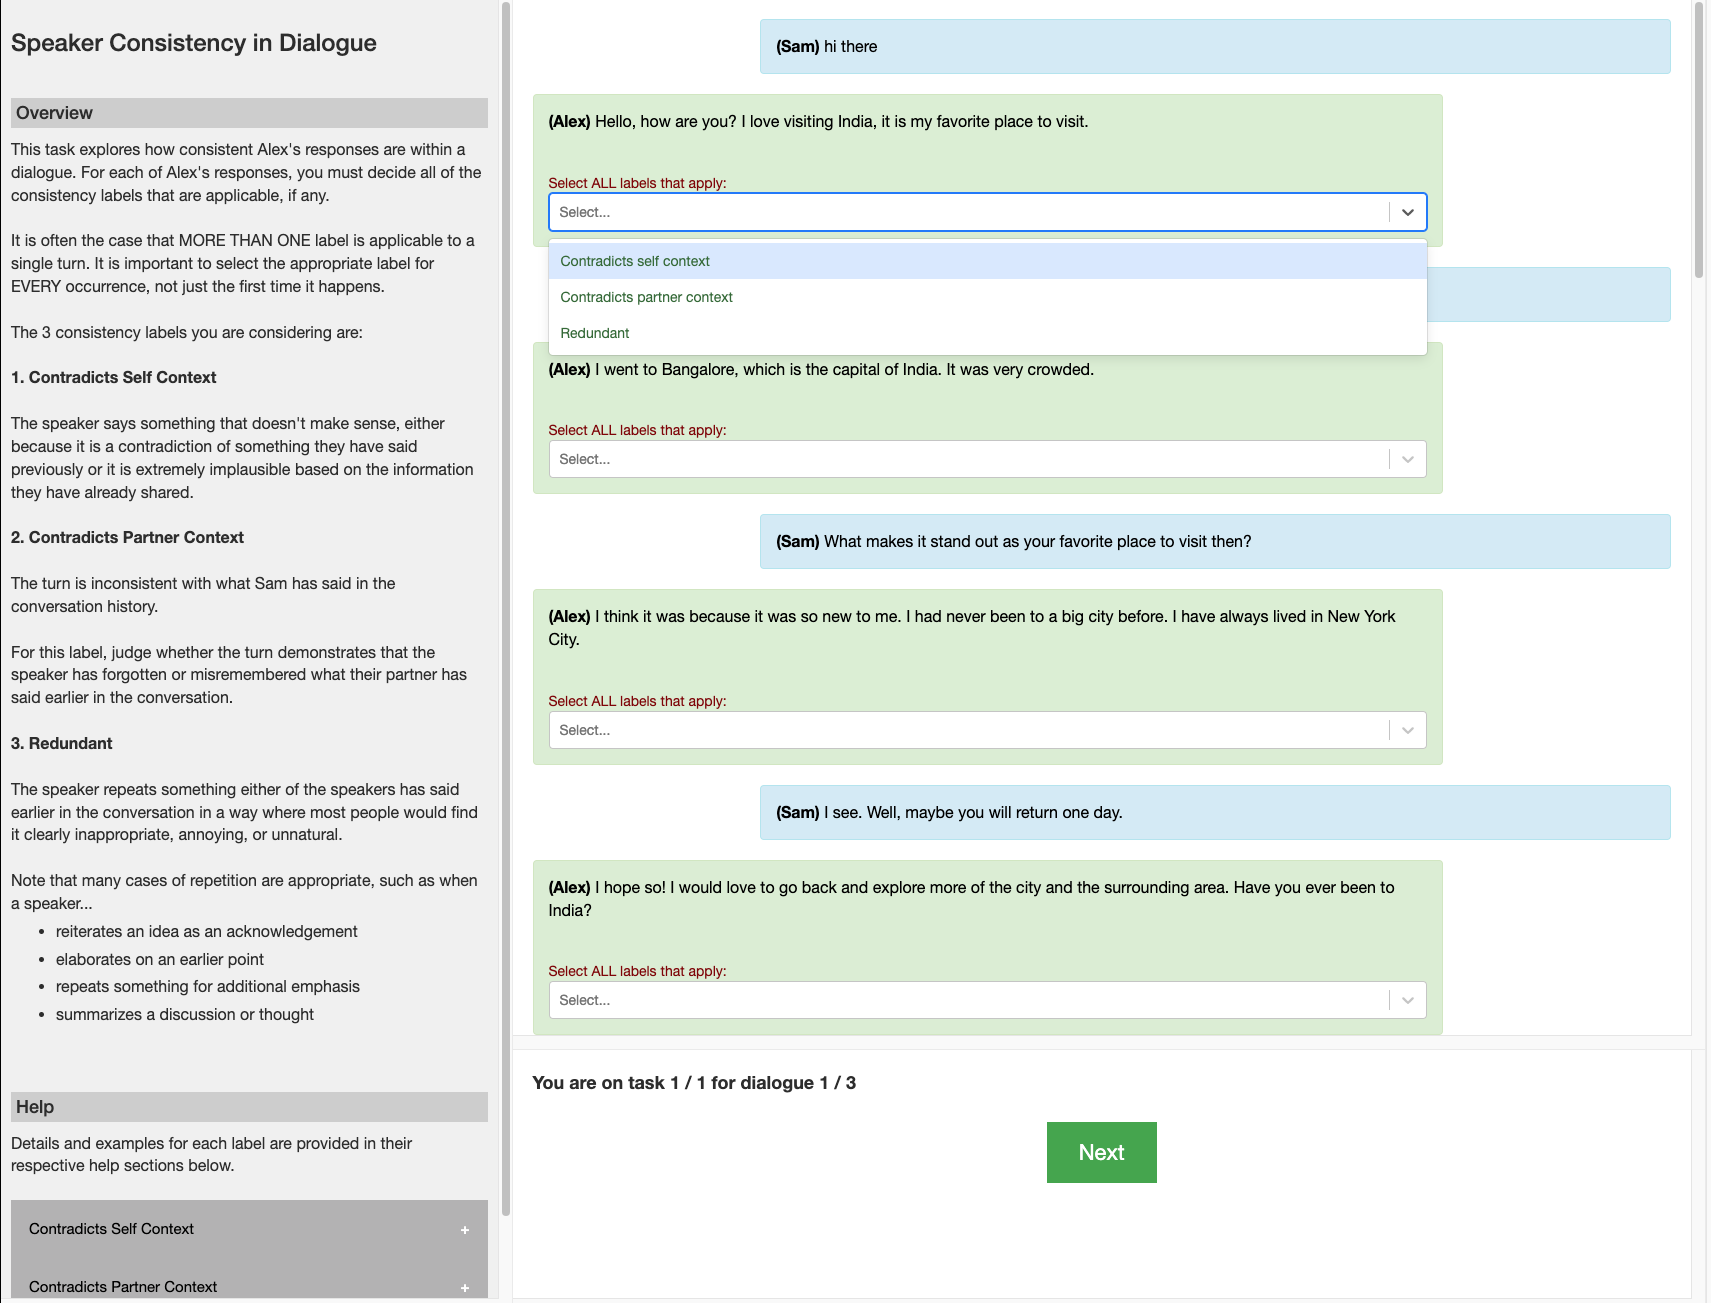 Speaker Consistency in Dialogue
Overview
This task explores how consistent Alex's responses are within a
dialogue. For each of Alex's responses, you must decide all of the
consistency labels that are applicable, if any.
It is often the case that MORE THAN ONE label is applicable to a
single turn. It is important to select the appropriate label for
EVERY occurrence, not just the first time it happens.
The 3 consistency labels you are considering are:
1. Contradicts Self Context
The speaker says something that doesn't make sense, either
because it is a contradiction of something they have said
previously or it is extremely implausible based on the information
they have already shared.
2. Contradicts Partner Context
The turn is inconsistent with what Sam has said in the
conversation history.
For this label, judge whether the turn demonstrates that the
speaker has forgotten or misremembered what their partner has
said earlier in the conversation.
3. Redundant
The speaker repeats something either of the speakers has said
earlier in the conversation in a way where most people would find
it clearly inappropriate, annoying, or unnatural.
Note that many cases of repetition are appropriate, such as when
a speaker...
• reiterates an idea as an acknowledgement
• elaborates on an earlier point
• repeats something for additional emphasis
• summarizes a discussion or thought
Help
Details and examples for each label are provided in their
respective help sections below.
Contradicts Self Context +
Contradicts Partner Context +
(Sam) hi there
(Alex) Hello, how are you? I love visiting India, it is my favorite place to visit.
Select ALL labels that apply:
Select...
Contradicts self context
Contradicts partner context
Redundant
(Alex) I went to Bangalore, which is the capital of India. It was very crowded.
Select ALL labels that apply:
Select...
(Sam) What makes it stand out as your favorite place to visit then?
(Alex) I think it was because it was so new to me. I had never been to a big city before. I have always lived in New York
City.
Select ALL labels that apply:
Select...
(Sam) I see. Well, maybe you will return one day.
(Alex) I hope so! I would love to go back and explore more of the city and the surrounding area. Have you ever been to
India?
Select ALL labels that apply:
Select...
You are on task 1 / 1 for dialogue 1 / 3
Next